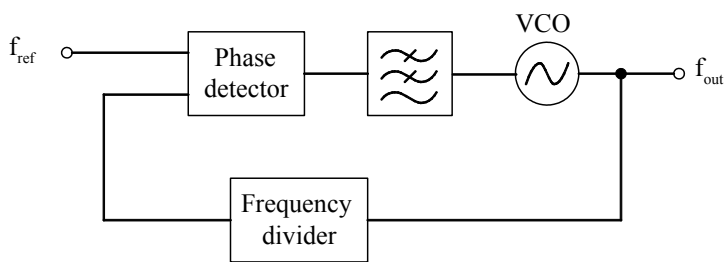 VCO
f_ref
Phase
detector
f_out
Frequency
divider